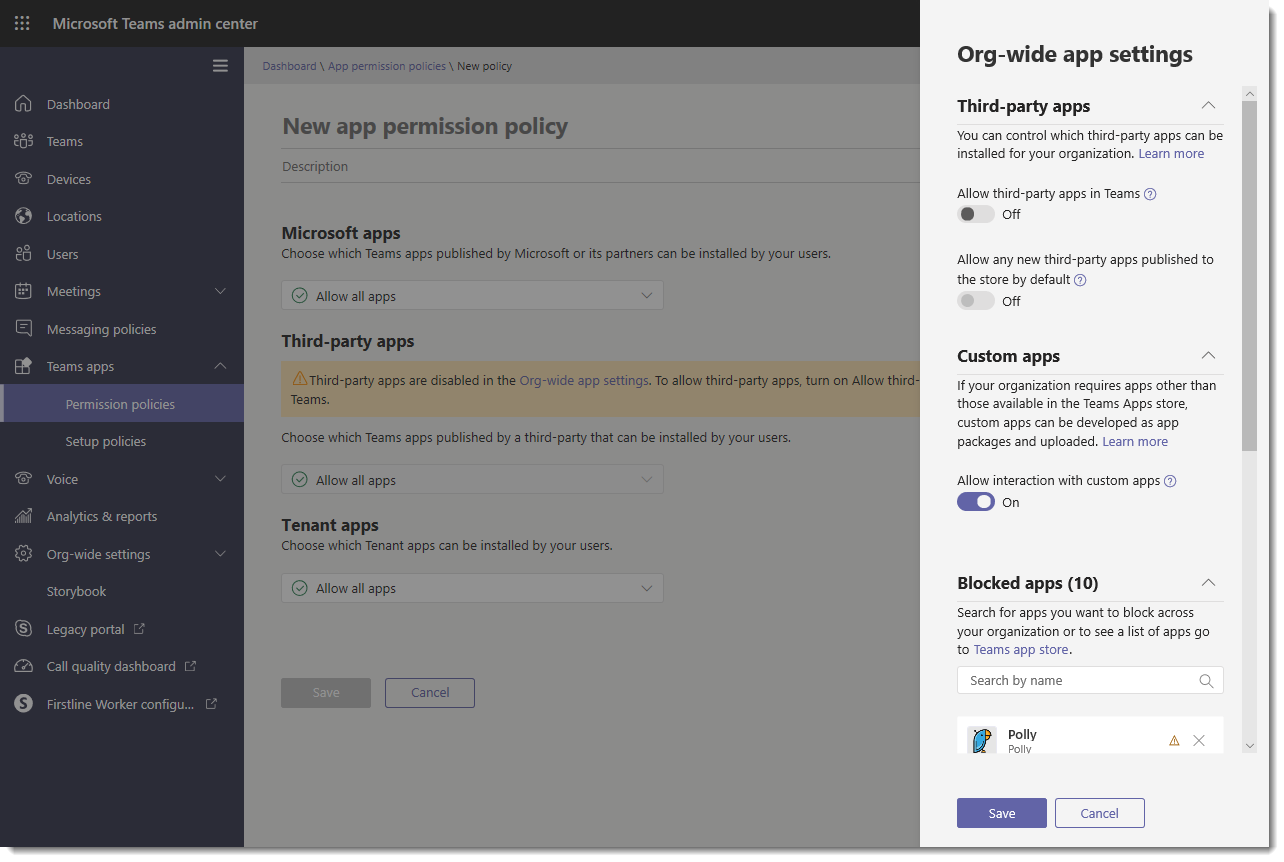 Microsoft Teams admin center
Dashboard
Teams
Devices
Locations
Users
Meetings
Messaging policies
Teams apps
Permission policies
Setup policies
Voice
Analytics & reports
Org-wide settings
Storybook
Legacy portal
Call quality dashboard
Firstline Worker configu...
Dashboard \ App permission policies \ New policy
New app permission policy
Description
Microsoft apps
Choose which Teams apps published by Microsoft or its partners can be installed by your users.
Allow all apps
Third-party apps
Third-party apps are disabled in the Org-wide app settings. To allow third-party apps, turn on Allow third-
Teams.
Choose which Teams apps published by a third-party that can be installed by your users.
Allow all apps
Tenant apps
Choose which Tenant apps can be installed by your users.
Allow all apps
Save
Cancel
Org-wide app settings
Third-party apps
You can control which third-party apps can be
installed for your organization. Learn more
Allow third-party apps in Teams
Off
Allow any new third-party apps published to
the store by default
Off
Custom apps
If your organization requires apps other than
those available in the Teams Apps store,
custom apps can be developed as app
packages and uploaded. Learn more
Allow interaction with custom apps
On
Blocked apps (10)
Search for apps you want to block across
your organization or to see a list of apps go
to Teams app store.
Search by name
Polly
Polly
Save
Cancel